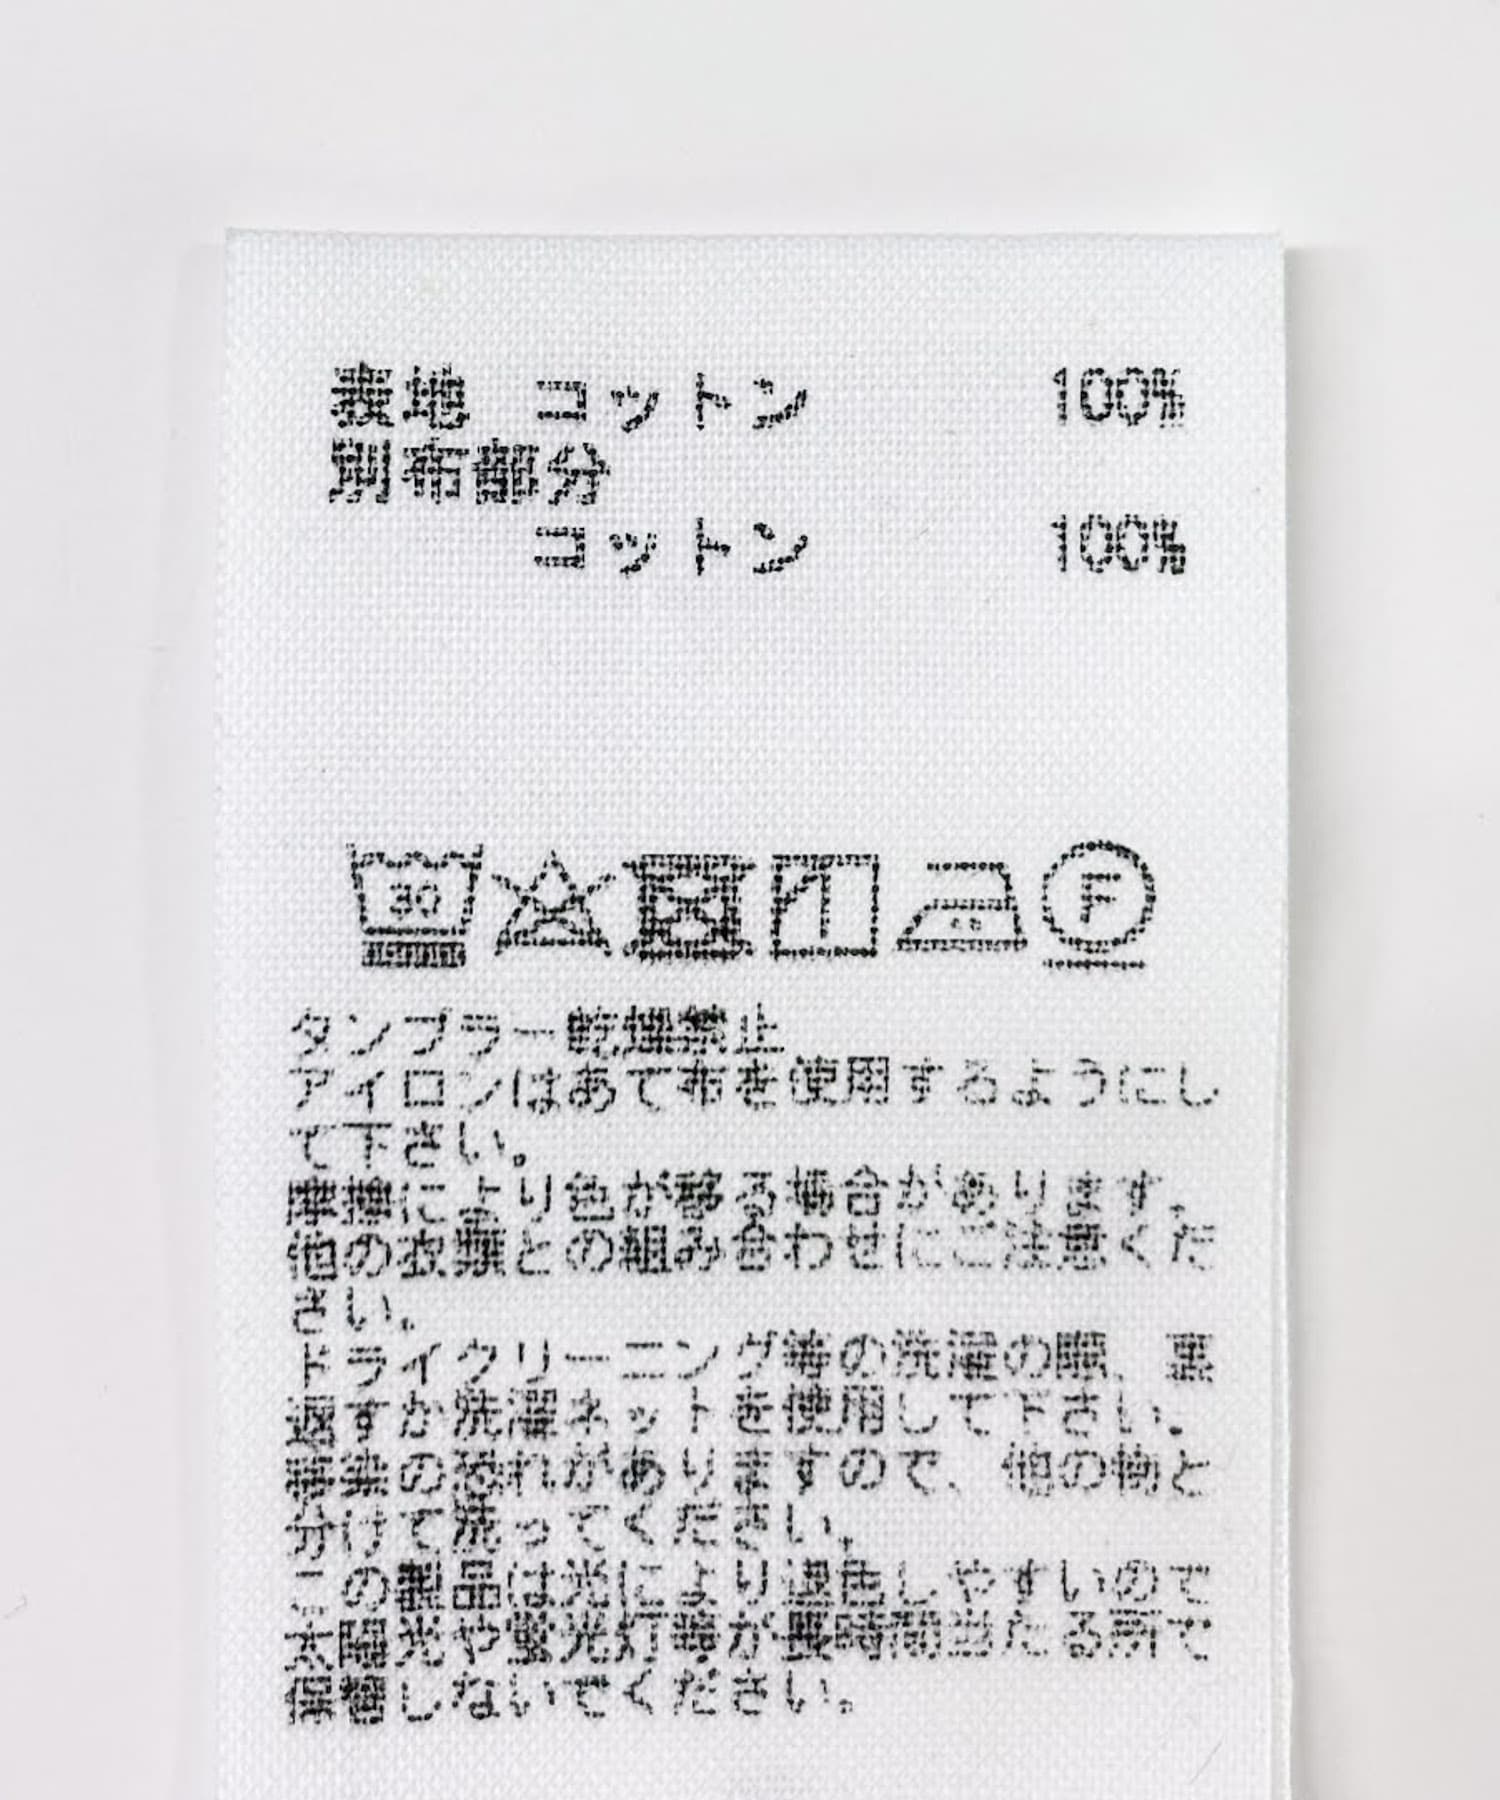 表地 コットン 100%
別布部分
コットン 100%
30 F
タンブラー乾燥禁止
アイロンはあて布を使用するようにし
て下さい。
摩擦により色が移る場合があります。
他の衣類との組み合わせにご注意くだ
さい。
ドライクリーニング等の洗濯の際、裏
返すか洗濯ネットを使用して下さい。
移染の恐れがありますので、他の物と
分けて洗ってください。
この製品は光により退色しやすいので
太陽光や蛍光灯等が長時間当たる所で
保管しないでください。